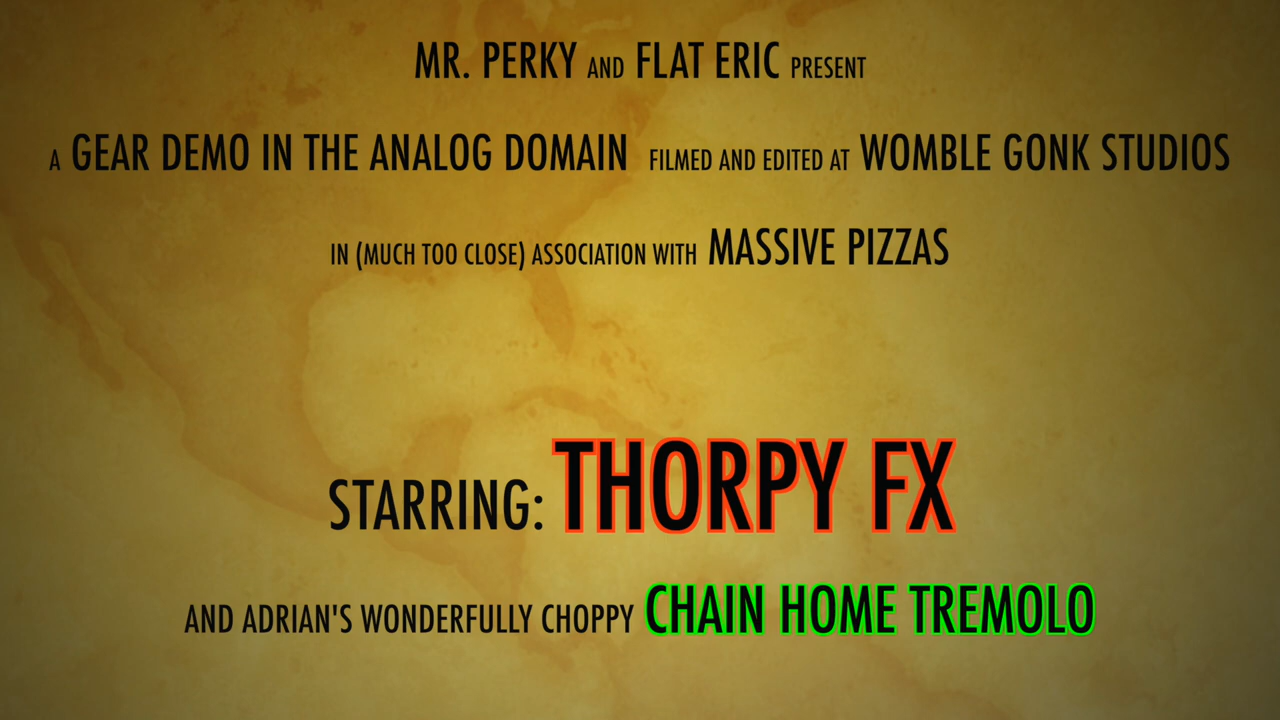 MR. PERKY AND FLAT ERIC PRESENT
A GEAR DEMO IN THE ANALOG DOMAIN FILMED AND EDITED AT WOMBLE GONK STUDIOS
IN (MUCH TOO CLOSE) ASSOCIATION WITH MASSIVE PIZZAS
STARRING: THORPY FX
AND ADRIAN'S WONDERFULLY CHOPPY CHAIN HOME TREMOLO